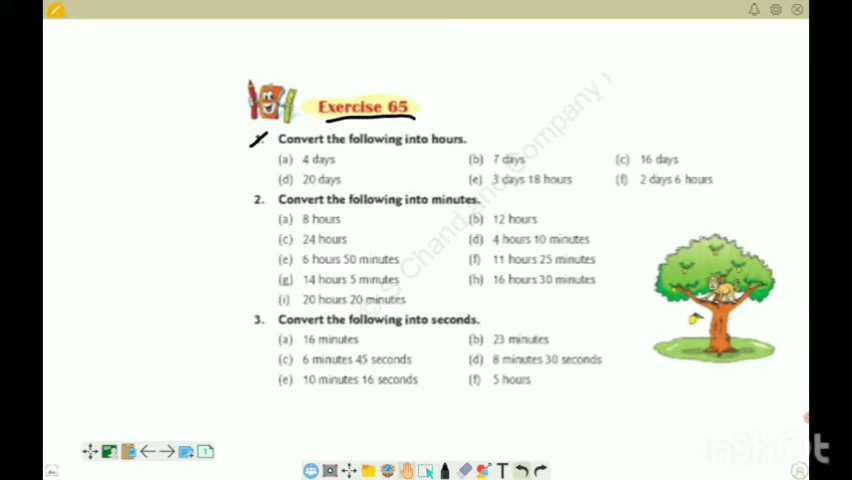 Exercise 65
Convert the following into hours.
(a) 4 days (b) 7 days (c) 16 days
(d) 20 days (e) 3 days 18 hours (f) 2 days 6 hours
2. Convert the following into minutes.
(a) 8 hours (b) 12 hours
(c) 24 hours (d) 4 hours 10 minutes
(e) 6 hours 50 minutes (f) 11 hours 25 minutes
(g) 14 hours 5 minutes (h) 16 hours 30 minutes
(i) 20 hours 20 minutes
3. Convert the following into seconds.
(a) 16 minutes (b) 23 minutes
(c) 6 minutes 45 seconds (d) 8 minutes 30 seconds
(e) 10 minutes 16 seconds (f) 5 hours
© S Chand and Company
1
T
InShOt